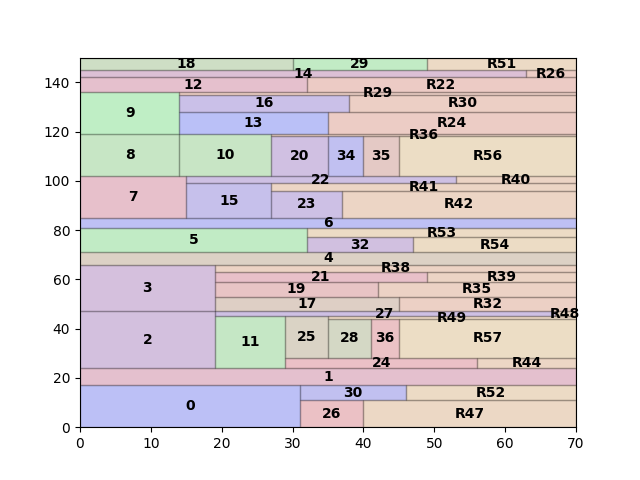 18 29 R51
140 14 R26
12 R22
R29
16 R30
9
120 13 R24
R36
8 10 20 34 35 R56
100 22 R40
R41
7 15 23 R42
80 6
R53
5 32 R54
4
R38
60 21 R39
3 19 R35
17 R32
27 R48
R49
40 2 11 25 28 36 R57
24 R44
20 1
30 R52
0 26 R47
0
0 10 20 30 40 50 60 70